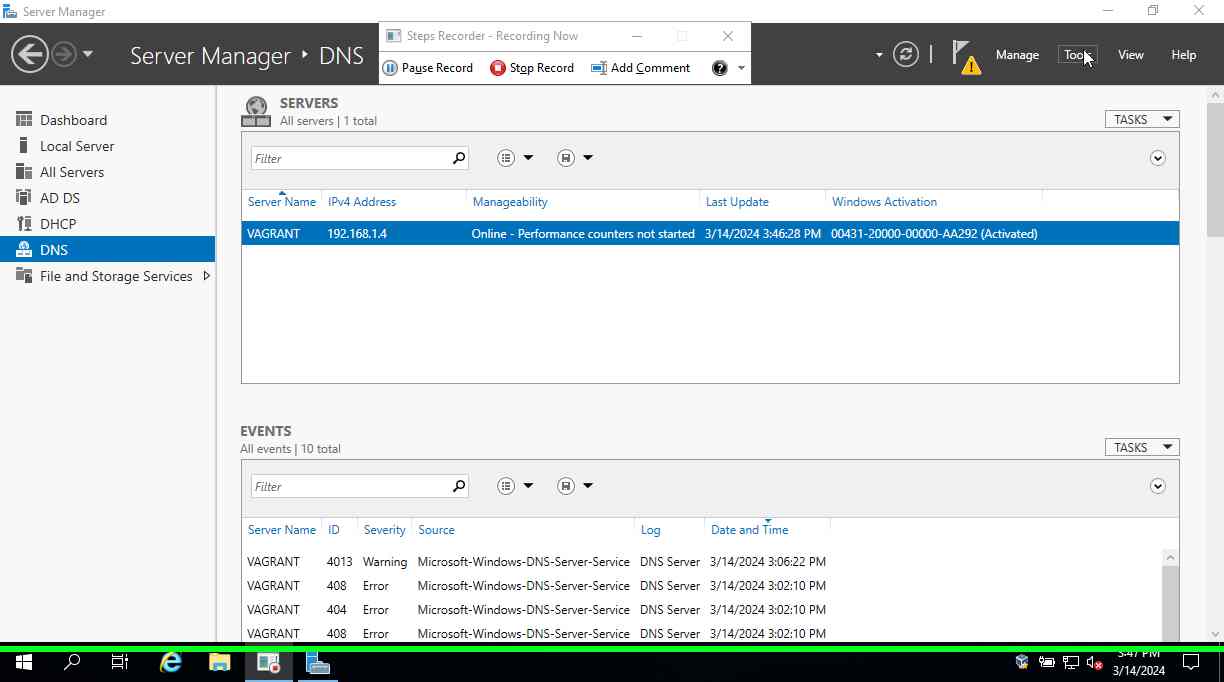 Server Manager
Steps Recorder - Recording Now
Server Manager • DNS
Pause Record Stop Record Add Comment
Manage Tools View Help
Dashboard
Local Server
All Servers
AD DS
DHCP
DNS
File and Storage Services
SERVERS
All servers | 1 total
TASKS
Filter
Server Name IPv4 Address Manageability Last Update Windows Activation
VAGRANT 192.168.1.4 Online - Performance counters not started 3/14/2024 3:46:28 PM 00431-20000-00000-AA292 (Activated)
EVENTS
All events | 10 total
TASKS
Filter
Server Name ID Severity Source Log Date and Time
VAGRANT 4013 Warning Microsoft-Windows-DNS-Server-Service DNS Server 3/14/2024 3:06:22 PM
VAGRANT 408 Error Microsoft-Windows-DNS-Server-Service DNS Server 3/14/2024 3:02:10 PM
VAGRANT 404 Error Microsoft-Windows-DNS-Server-Service DNS Server 3/14/2024 3:02:10 PM
VAGRANT 408 Error Microsoft-Windows-DNS-Server-Service DNS Server 3/14/2024 3:02:10 PM
3:47 PM
3/14/2024